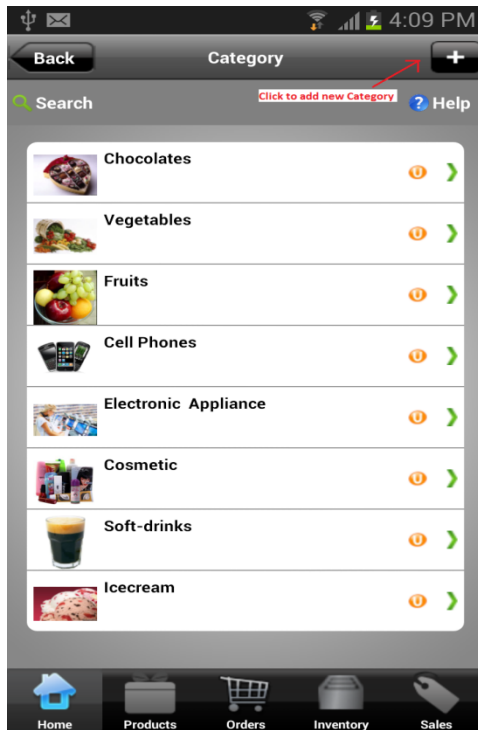 4:09 PM
Back
Category
+
Click to add new Category
Search
? Help
Chocolates
U
Vegetables
U
Fruits
U
Cell Phones
U
Electronic Appliance
U
Cosmetic
U
Soft-drinks
U
Icecream
U
Home Products Orders Inventory Sales